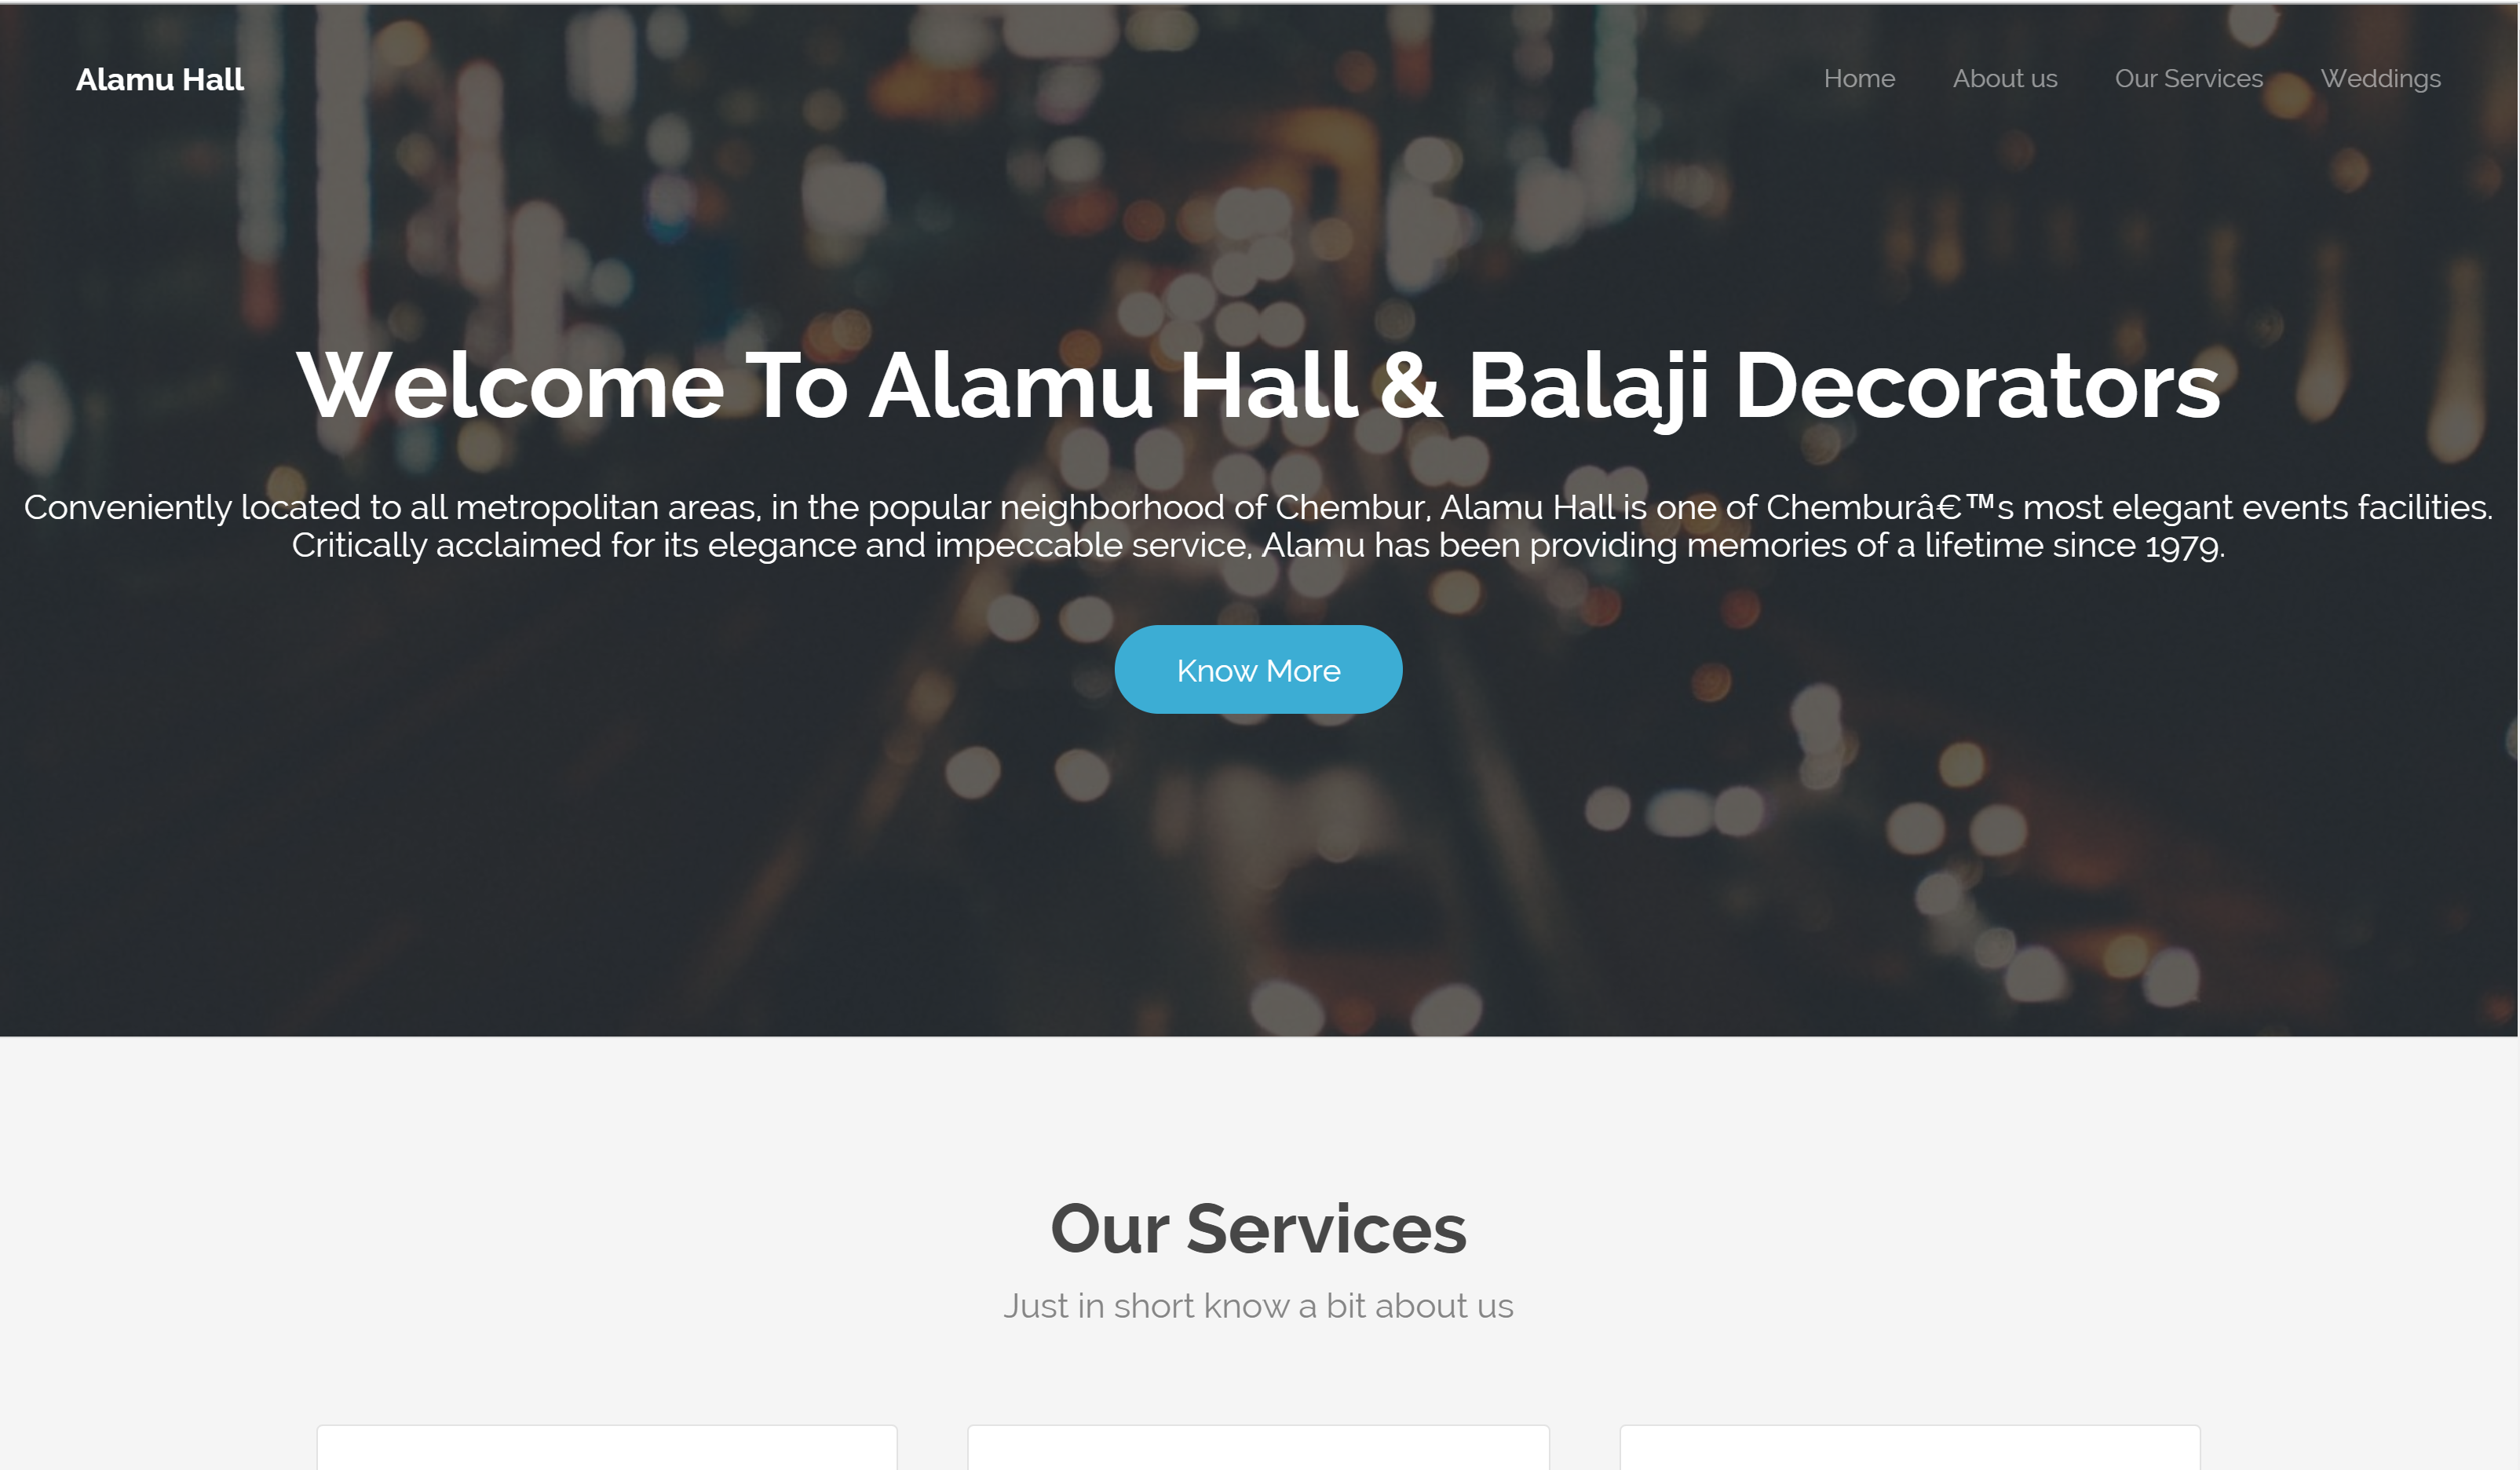 Alamu Hall
Home
About us
Our Services
Weddings
Welcome To Alamu Hall & Balaji Decorators
Conveniently located to all metropolitan areas, in the popular neighborhood of Chembur, Alamu Hall is one of Chemburâ€™s most elegant events facilities.
Critically acclaimed for its elegance and impeccable service, Alamu has been providing memories of a lifetime since 1979.
Know More
Our Services
Just in short know a bit about us